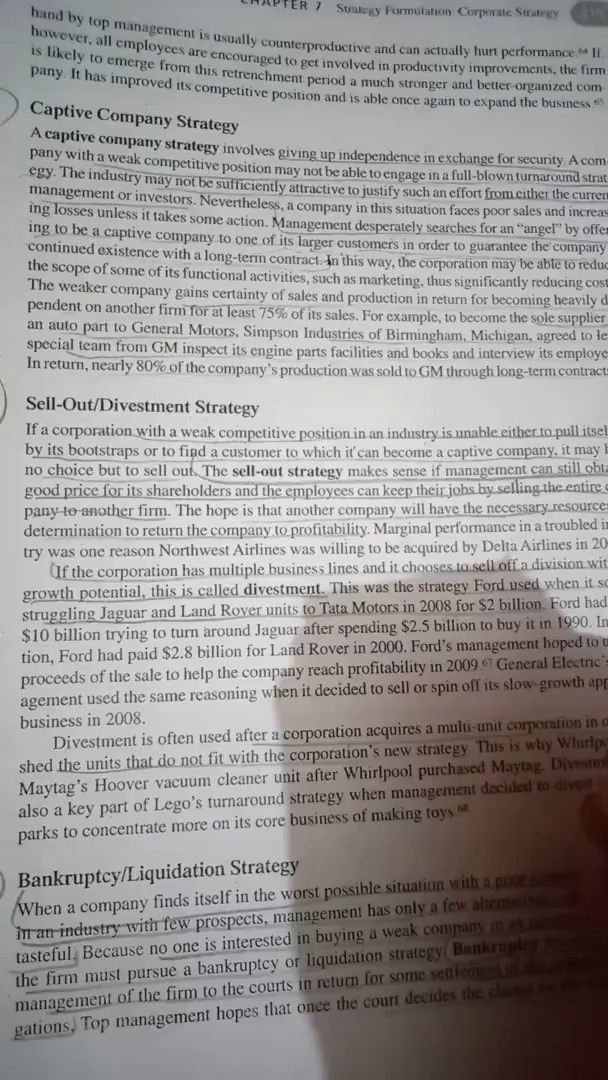 CHAPTER 7 Strategy Formulation Corporate Strategy
hand by top management is usually counterproductive and can actually hurt performance 64 If,
however, all employees are encouraged to get involved in productivity improvements, the firm
is likely to emerge from this retrenchment period a much stronger and better-organized com-
pany. It has improved its competitive position and is able once again to expand the business 65
Captive Company Strategy
A captive company strategy involves giving up independence in exchange for security. A com
pany with a weak competitive position may not be able to engage in a full-blown turnaround strat
egy. The industry may not be sufficiently attractive to justify such an effort from either the curren
management or investors. Nevertheless, a company in this situation faces poor sales and increas
ing losses unless it takes some action. Management desperately searches for an “angel” by offer
ing to be a captive company to one of its larger customers in order to guarantee the company
continued existence with a long-term contract. In this way, the corporation may be able to reduc
the scope of some of its functional activities, such as marketing, thus significantly reducing cost
The weaker company gains certainty of sales and production in return for becoming heavily d
pendent on another firm for at least 75% of its sales. For example, to become the sole supplier
an auto part to General Motors, Simpson Industries of Birmingham, Michigan, agreed to le
special team from GM inspect its engine parts facilities and books and interview its employe
In return, nearly 80% of the company's production was sold to GM through long-term contract
Sell-Out/Divestment Strategy
If a corporation with a weak competitive position in an industry is unable either to pull itsel
by its bootstraps or to find a customer to which it can become a captive company, it may
no choice but to sell out. The sell-out strategy makes sense if management can still obta
good price for its shareholders and the employees can keep their jobs by selling the entire
pany to another firm. The hope is that another company will have the necessary resource
determination to return the company to profitability. Marginal performance in a troubled i
try was one reason Northwest Airlines was willing to be acquired by Delta Airlines in 20
If the corporation has multiple business lines and it chooses to sell off a division wit
growth potential, this is called divestment. This was the strategy Ford used when it so
struggling Jaguar and Land Rover units to Tata Motors in 2008 for $2 billion. Ford had
$10 billion trying to turn around Jaguar after spending $2.5 billion to buy it in 1990. In
tion, Ford had paid $2.8 billion for Land Rover in 2000. Ford's management hoped to u
proceeds of the sale to help the company reach profitability in 2009.67 General Electric's
agement used the same reasoning when it decided to sell or spin off its slow-growth app
business in 2008.
Divestment is often used after a corporation acquires a multi-unit corporation in o
shed the units that do not fit with the corporation's new strategy. This is why Whirlpo
Maytag's Hoover vacuum cleaner unit after Whirlpool purchased Maytag. Divestm
also a key part of Lego's turnaround strategy when management decided to divest
parks to concentrate more on its core business of making toys.68
Bankruptcy/Liquidation Strategy
When a company finds itself in the worst possible situation with a poor
in an industry with few prospects, management has only a few
tasteful. Because no one is interested in buying a weak company in an
the firm must pursue a bankruptcy or liquidation strategy. Bankruptcy
management of the firm to the courts in return for some settlement of
gations. Top management hopes that once the court decides the